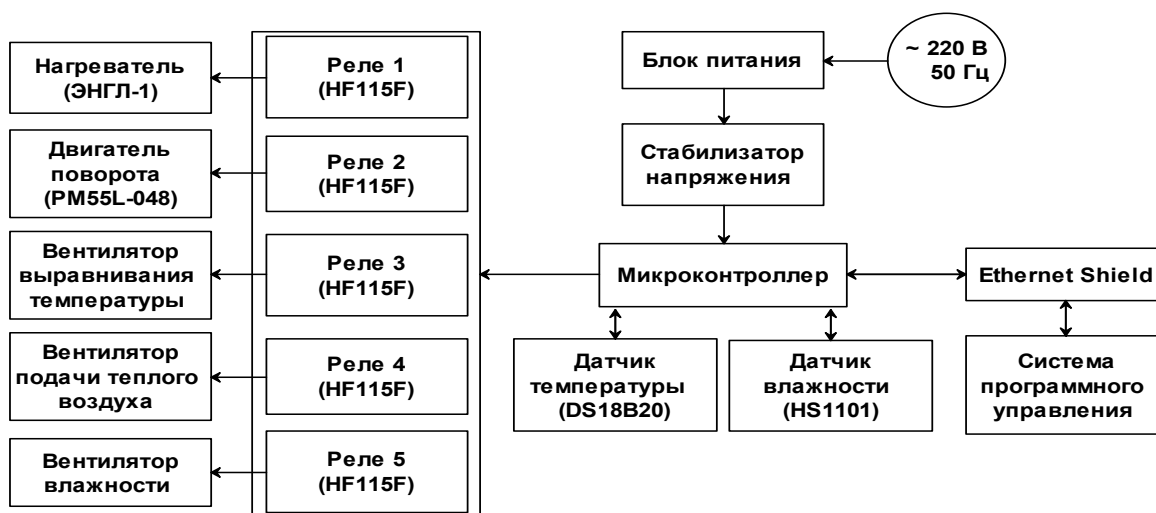 Нагреватель
(ЭНГЛ-1)
Двигатель
поворота
(PM55L-048)
Вентилятор
выравнивания
температуры
Вентилятор
подачи теплого
воздуха
Вентилятор
влажности
Реле 1
(HF115F)
Реле 2
(HF115F)
Реле 3
(HF115F)
Реле 4
(HF115F)
Реле 5
(HF115F)
Блок питания
~ 220 В
50 Гц
Стабилизатор
напряжения
Микроконтроллер
Ethernet Shield
Датчик
температуры
(DS18B20)
Датчик
влажности
(HS1101)
Система
программного
управления